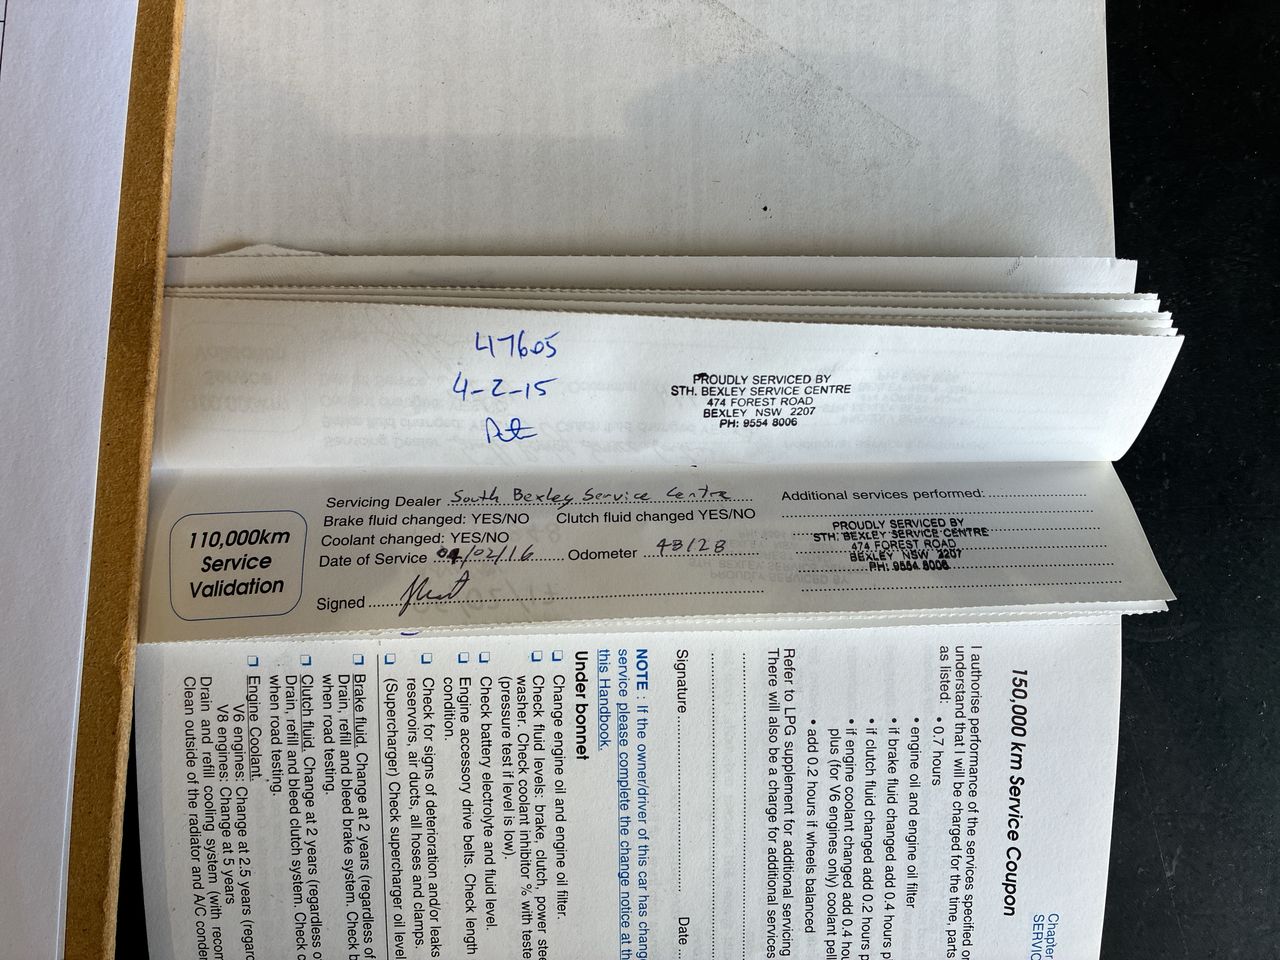 47605
4-2-15
PROUDLY SERVICED BY
STH. BEXLEY SERVICE CENTRE
474 FOREST ROAD
BEXLEY NSW 2207
PH: 9554 8006
110,000km
Service
Validation
Servicing Dealer South Bexley Service Centre
Brake fluid changed: YES/NO Clutch fluid changed YES/NO
Coolant changed: YES/NO
Date of Service 04/02/16 Odometer 48128
Signed
Additional services performed:
PROUDLY SERVICED BY
STH. BEXLEY SERVICE CENTRE
474 FOREST ROAD
BEXLEY NSW 2207
PH: 9554 8006
Chapter
SERVIC
150,000 km Service Coupon
I authorise performance of the services specified
understand that I will be charged for the time, parts
as listed: • 0.7 hours
• engine oil and engine oil filter
• if brake fluid changed add 0.4 hours
• if clutch fluid changed add 0.2 hours
• if engine coolant changed add 0.4
plus (for V6 engines only) coolant
• add 0.2 hours if wheels balanced
Refer to LPG supplement for additional servicing
There will also be a charge for additional services
Signature Date
NOTE : If the owner/driver of this car has
service please complete the change notice at
this Handbook.
Under bonnet
❑ Change engine oil and engine oil filter.
❑ Check fluid levels: brake, clutch, power
washer. Check coolant inhibitor % with
(pressure test if level is low).
❑ Check battery electrolyte and fluid level.
❑ Engine accessory drive belts. Check length
condition.
❑ Check for signs of deterioration and/or leaks
reservoirs, air ducts, all hoses and clamps.
❑ (Supercharger) Check supercharger oil level
❑ Brake fluid. Change at 2 years (regardless of
Drain, refill and bleed brake system. Check
when road testing.
❑ Clutch fluid. Change at 2 years (regardless
Drain, refill and bleed clutch system. Check
when road testing.
❑ Engine Coolant.
V6 engines: Change at 2.5 years
V8 engines: Change at 5 years
Drain and refill cooling system (with
Clean outside of the radiator and A/C